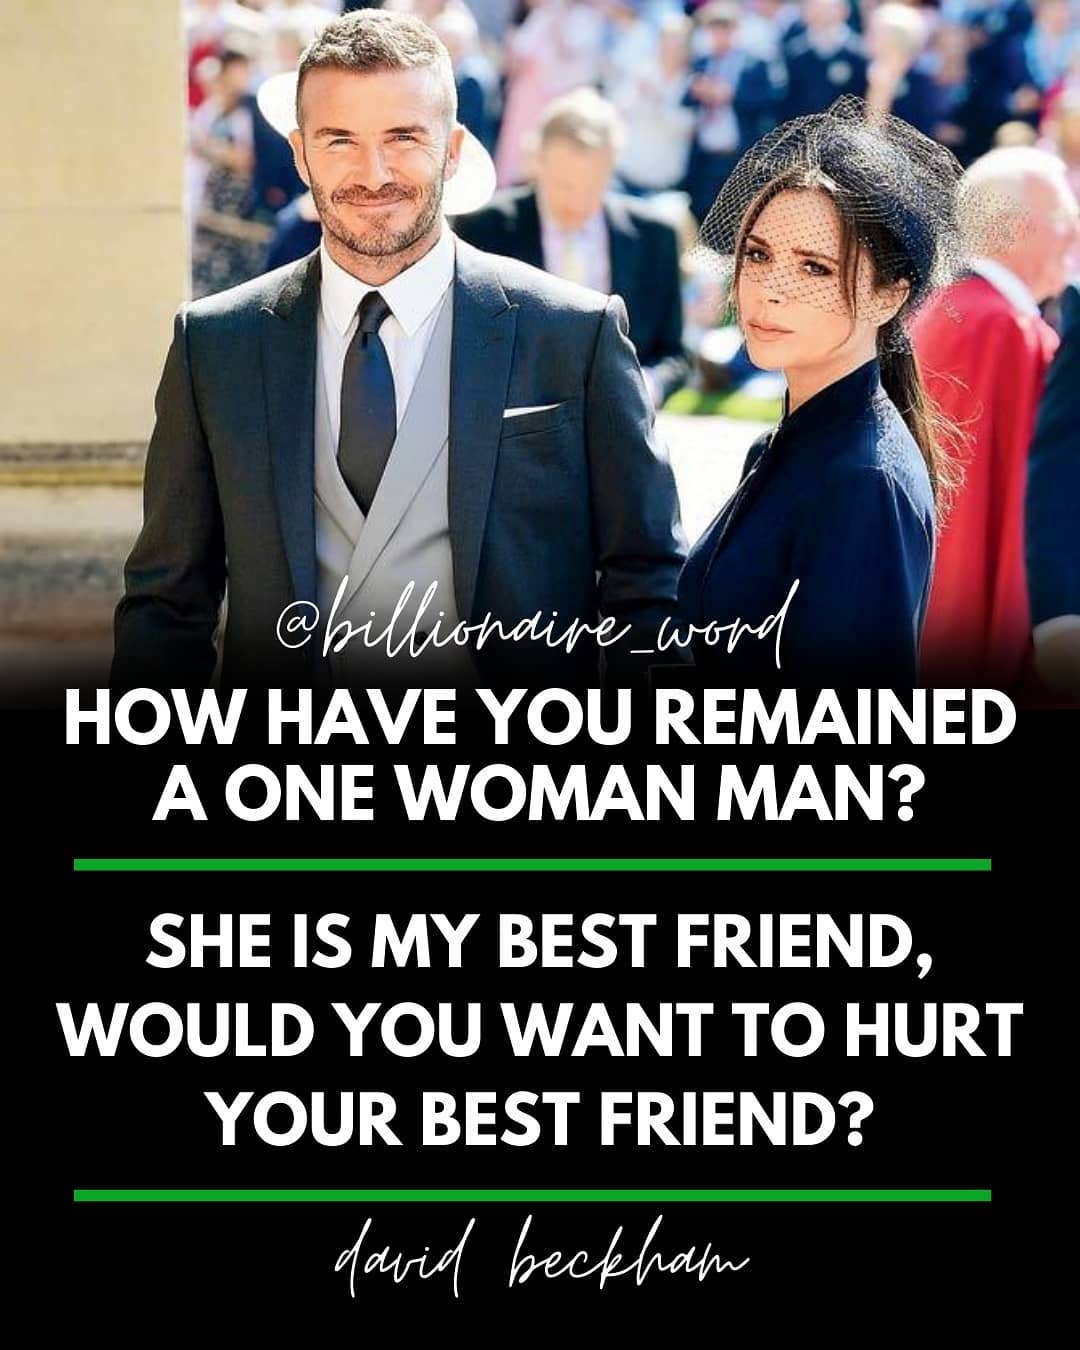 @billionaire_word
HOW HAVE YOU REMAINED
A ONE WOMAN MAN?
SHE IS MY BEST FRIEND,
WOULD YOU WANT TO HURT
YOUR BEST FRIEND?
david beckham